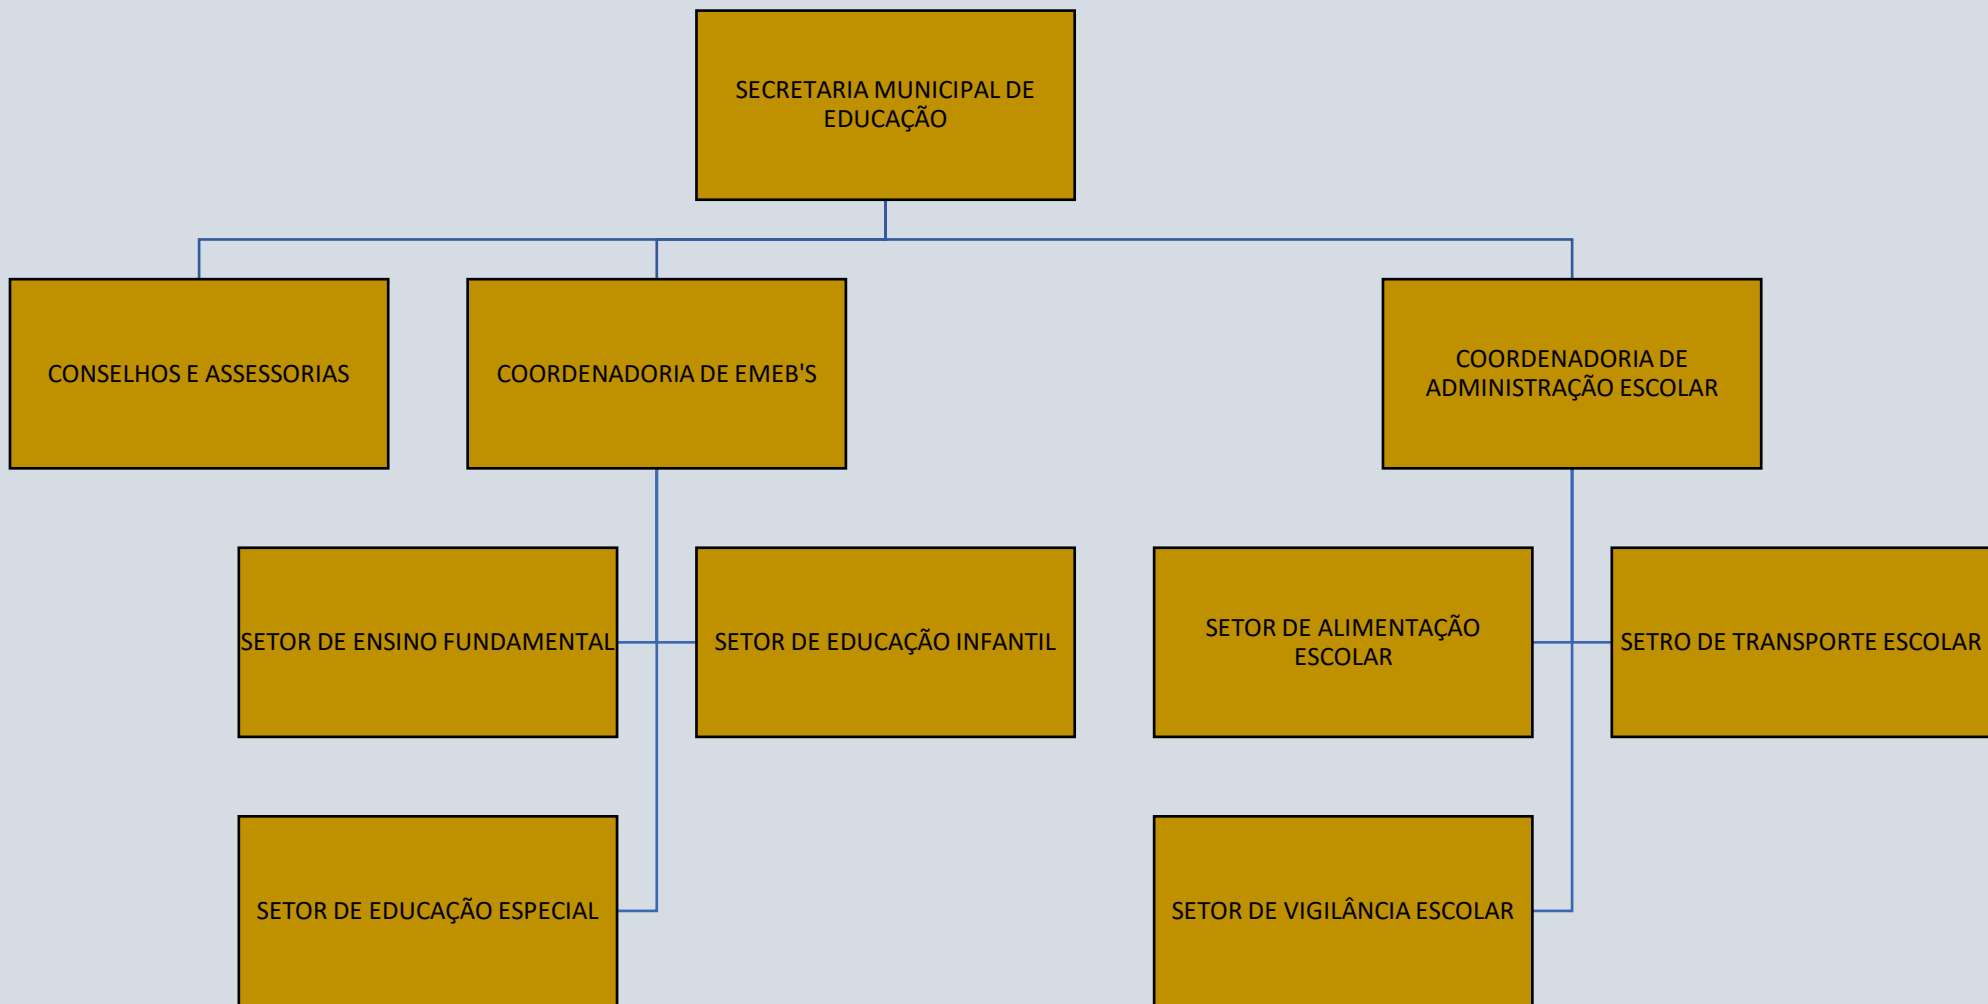 SECRETARIA MUNICIPAL DE
EDUCAÇÃO
CONSELHOS E ASSESSORIAS
COORDENADORIA DE EMEB'S
COORDENADORIA DE
ADMINISTRAÇÃO ESCOLAR
SETOR DE ENSINO FUNDAMENTAL
SETOR DE EDUCAÇÃO INFANTIL
SETOR DE ALIMENTAÇÃO
ESCOLAR
SETRO DE TRANSPORTE ESCOLAR
SETOR DE EDUCAÇÃO ESPECIAL
SETOR DE VIGILÂNCIA ESCOLAR